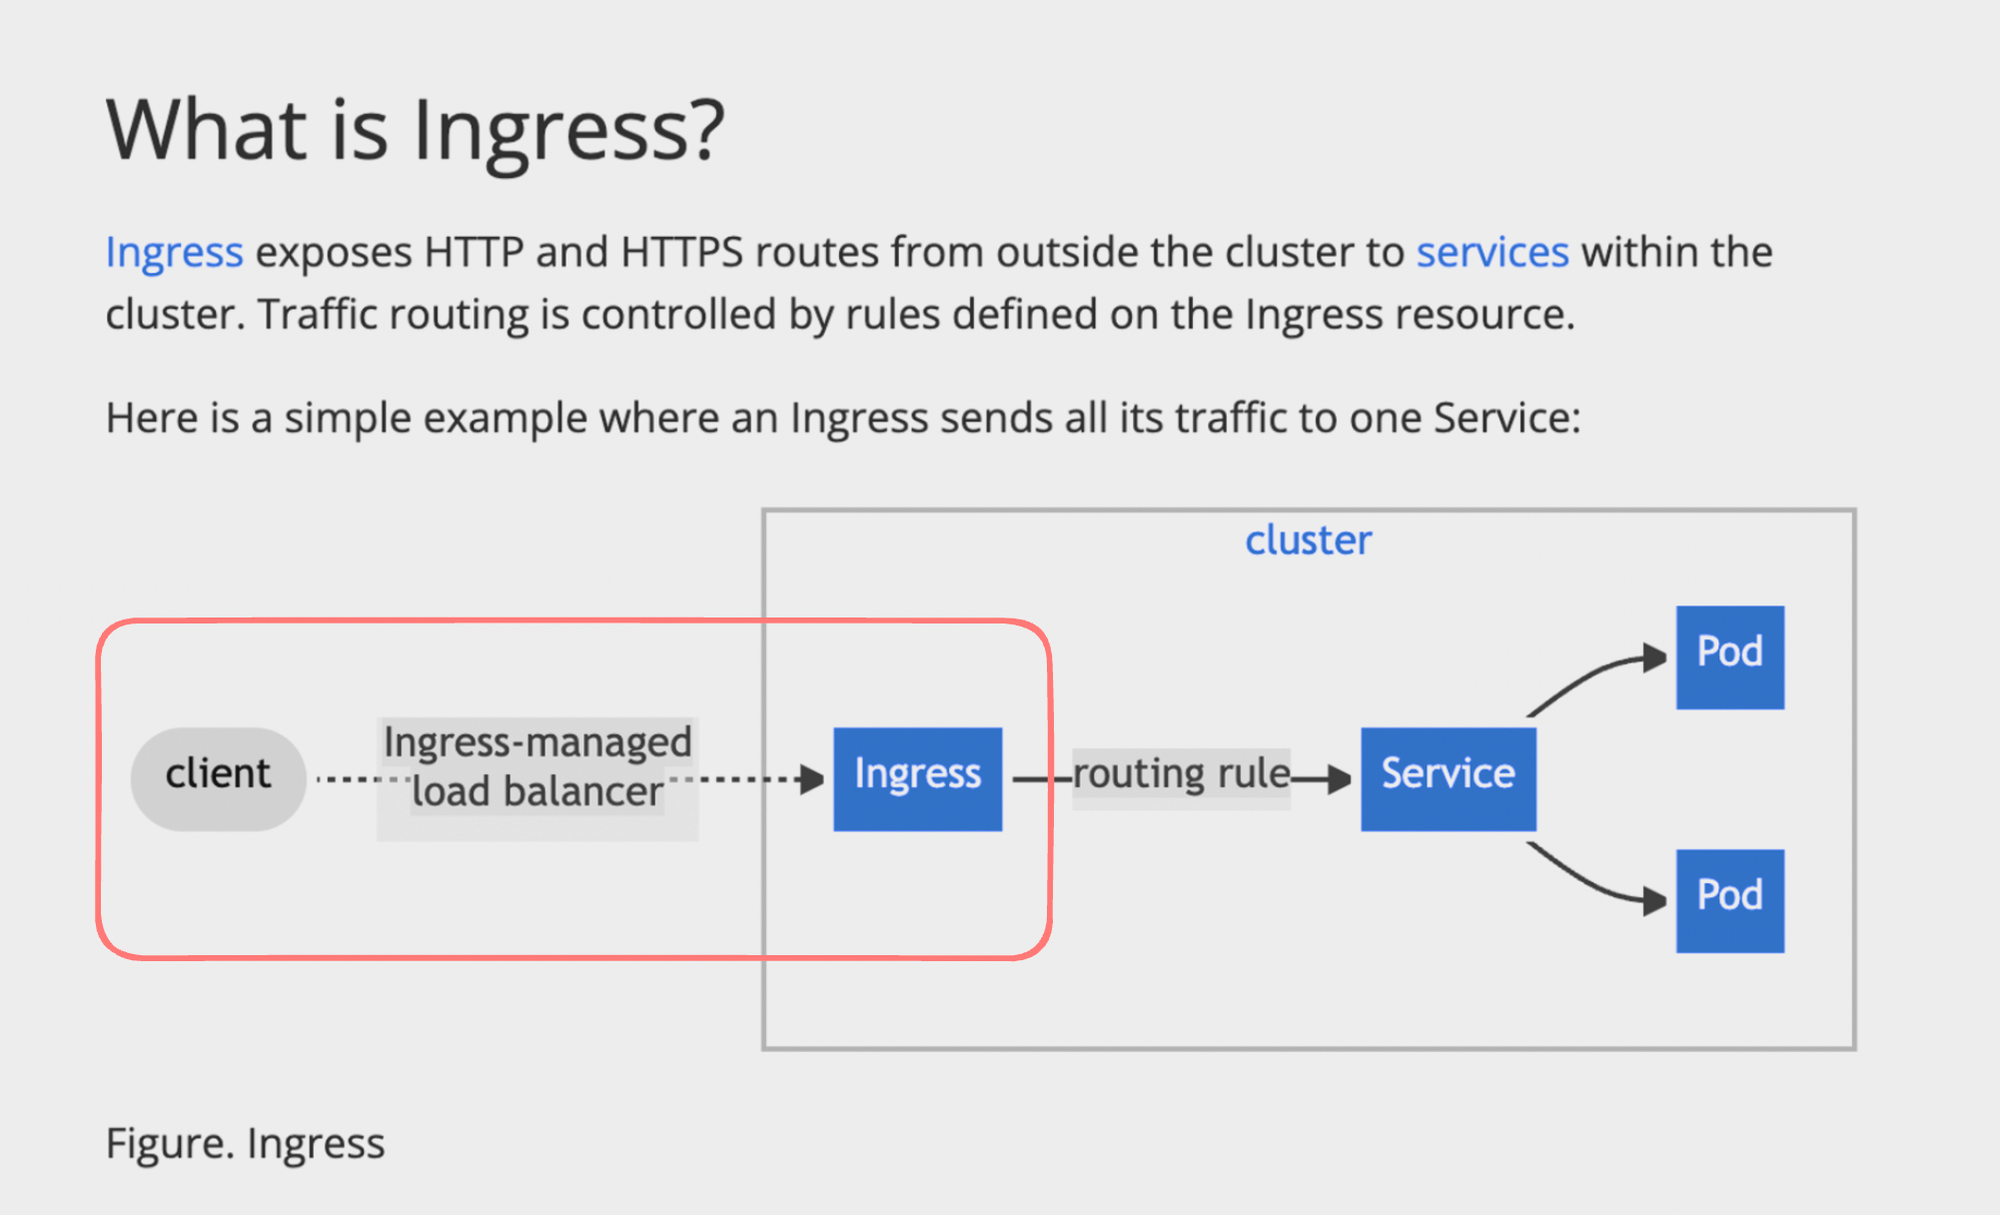 What is Ingress?
Ingress exposes HTTP and HTTPS routes from outside the cluster to services within the
cluster. Traffic routing is controlled by rules defined on the Ingress resource.
Here is a simple example where an Ingress sends all its traffic to one Service:
cluster
client
Ingress-managed
load balancer
Ingress
routing rule
Service
Pod
Pod
Figure. Ingress